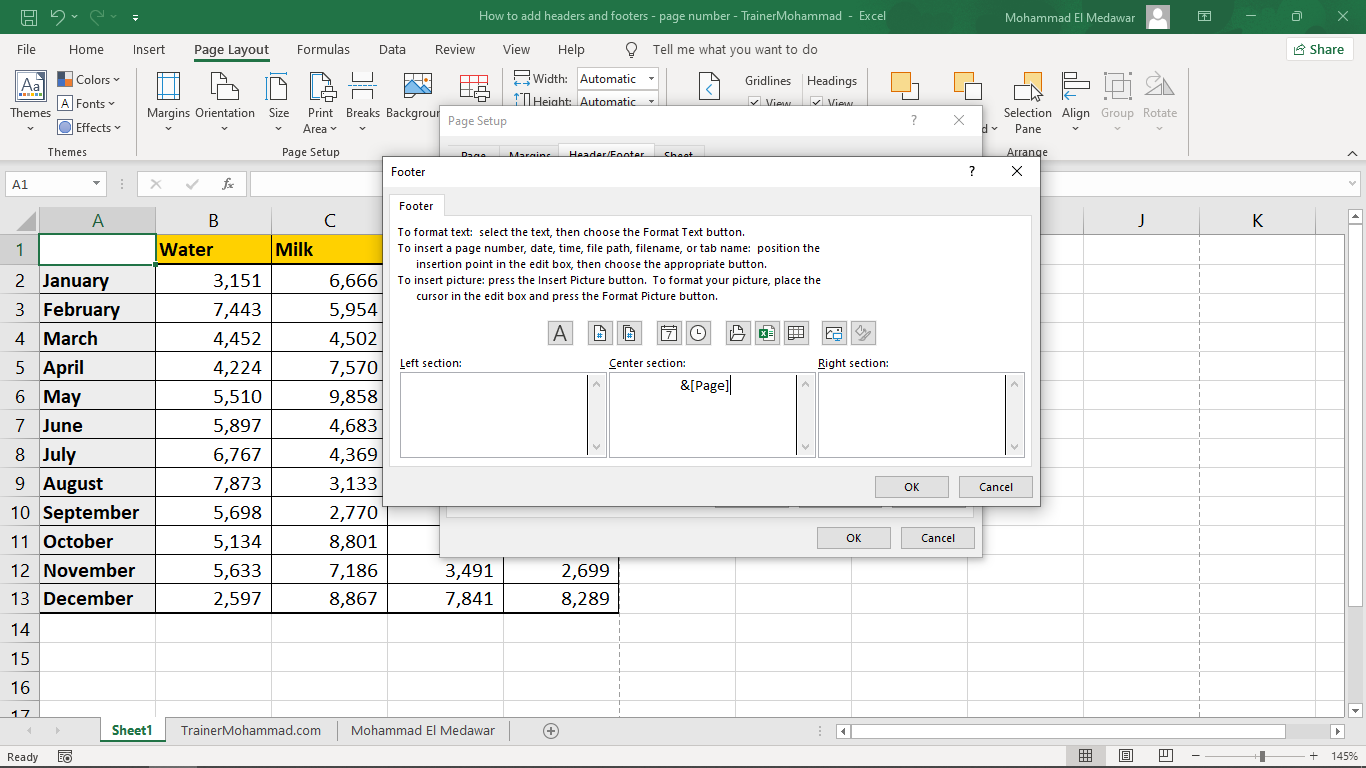 How to add headers and footers - page number - TrainerMohammad - Excel
Mohammad El Medawar
File Home Insert Page Layout Formulas Data Review View Help Tell me what you want to do
Share
Themes
Colors
Fonts
Effects
Themes
Margins
Orientation
Size
Print Area
Breaks
Backgroun
Page Setup
Width: Automatic
Height: Automatic
Gridlines
View
Headings
View
Selection Pane
Align
Group
Rotate
Arrange
Page Setup
?
Page Margins Header/Footer Sheet
A1
fx
Footer
?
Footer
To format text: select the text, then choose the Format Text button.
To insert a page number, date, time, file path, filename, or tab name: position the
insertion point in the edit box, then choose the appropriate button.
To insert picture: press the Insert Picture button. To format your picture, place the
cursor in the edit box and press the Format Picture button.
A # # 7
Left section:
Center section:
Right section:
&[Page]
OK Cancel
OK Cancel
A B C J K
1 Water Milk
2 January 3,151 6,666
3 February 7,443 5,954
4 March 4,452 4,502
5 April 4,224 7,570
6 May 5,510 9,858
7 June 5,897 4,683
8 July 6,767 4,369
9 August 7,873 3,133
10 September 5,698 2,770
11 October 5,134 8,801
12 November 5,633 7,186 3,491 2,699
13 December 2,597 8,867 7,841 8,289
14
15
16
17
Sheet1 TrainerMohammad.com Mohammad El Medawar
Ready
145%